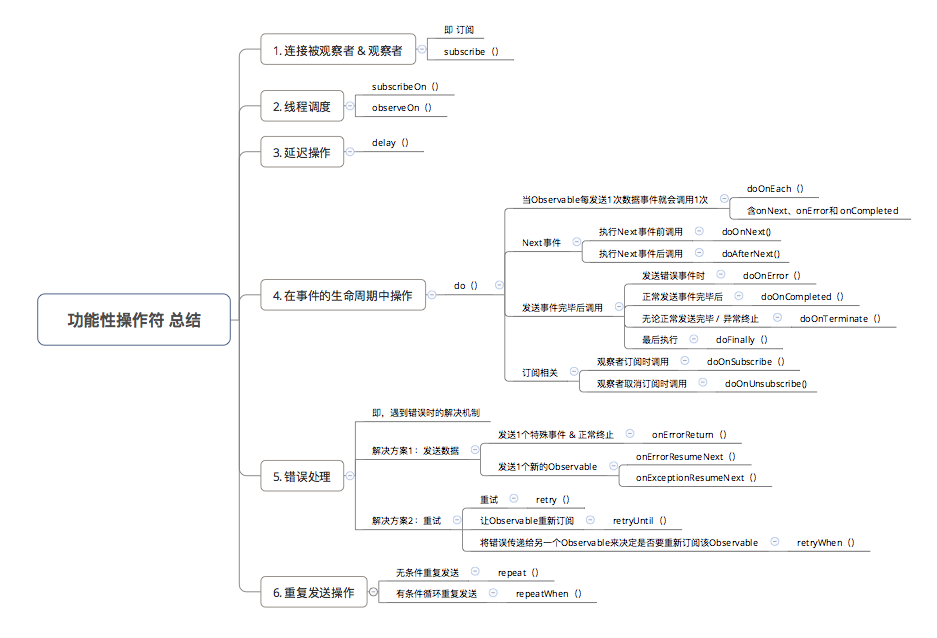 功能性操作符 总结
1. 连接被观察者 & 观察者
即 订阅
subscribe（）
2. 线程调度
subscribeOn（）
observeOn（）
3. 延迟操作
delay（）
4. 在事件的生命周期中操作
do（）
当Observable每发送1次数据事件就会调用1次
doOnEach（）
含onNext、onError和 onCompleted
Next事件
执行Next事件前调用
doOnNext()
执行Next事件后调用
doAfterNext()
发送事件完毕后调用
发送错误事件时
doOnError（）
正常发送事件完毕后
doOnCompleted（）
无论正常发送完毕 / 异常终止
doOnTerminate（）
最后执行
doFinally（）
订阅相关
观察者订阅时调用
doOnSubscribe（）
观察者取消订阅时调用
doOnUnsubscribe()
5. 错误处理
即，遇到错误时的解决机制
解决方案1：发送数据
发送1个特殊事件 & 正常终止
onErrorReturn（）
发送1个新的Observable
onErrorResumeNext（）
onExceptionResumeNext（）
解决方案2：重试
重试
retry（）
让Observable重新订阅
retryUntil（）
将错误传递给另一个Observable来决定是否要重新订阅该Observable
retryWhen（）
6. 重复发送操作
无条件重复发送
repeat（）
有条件循环重复发送
repeatWhen（）